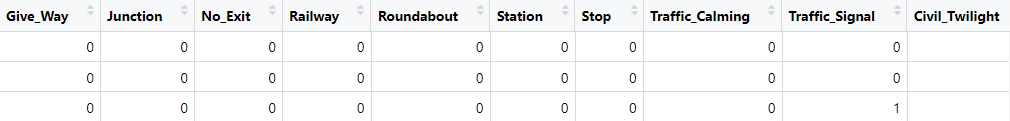 Give_Way Junction No_Exit Railway Roundabout Station Stop Traffic_Calming Traffic_Signal Civil_Twilight
0 0 0 0 0 0 0 0 0
0 0 0 0 0 0 0 0 0
0 0 0 0 0 0 0 0 1